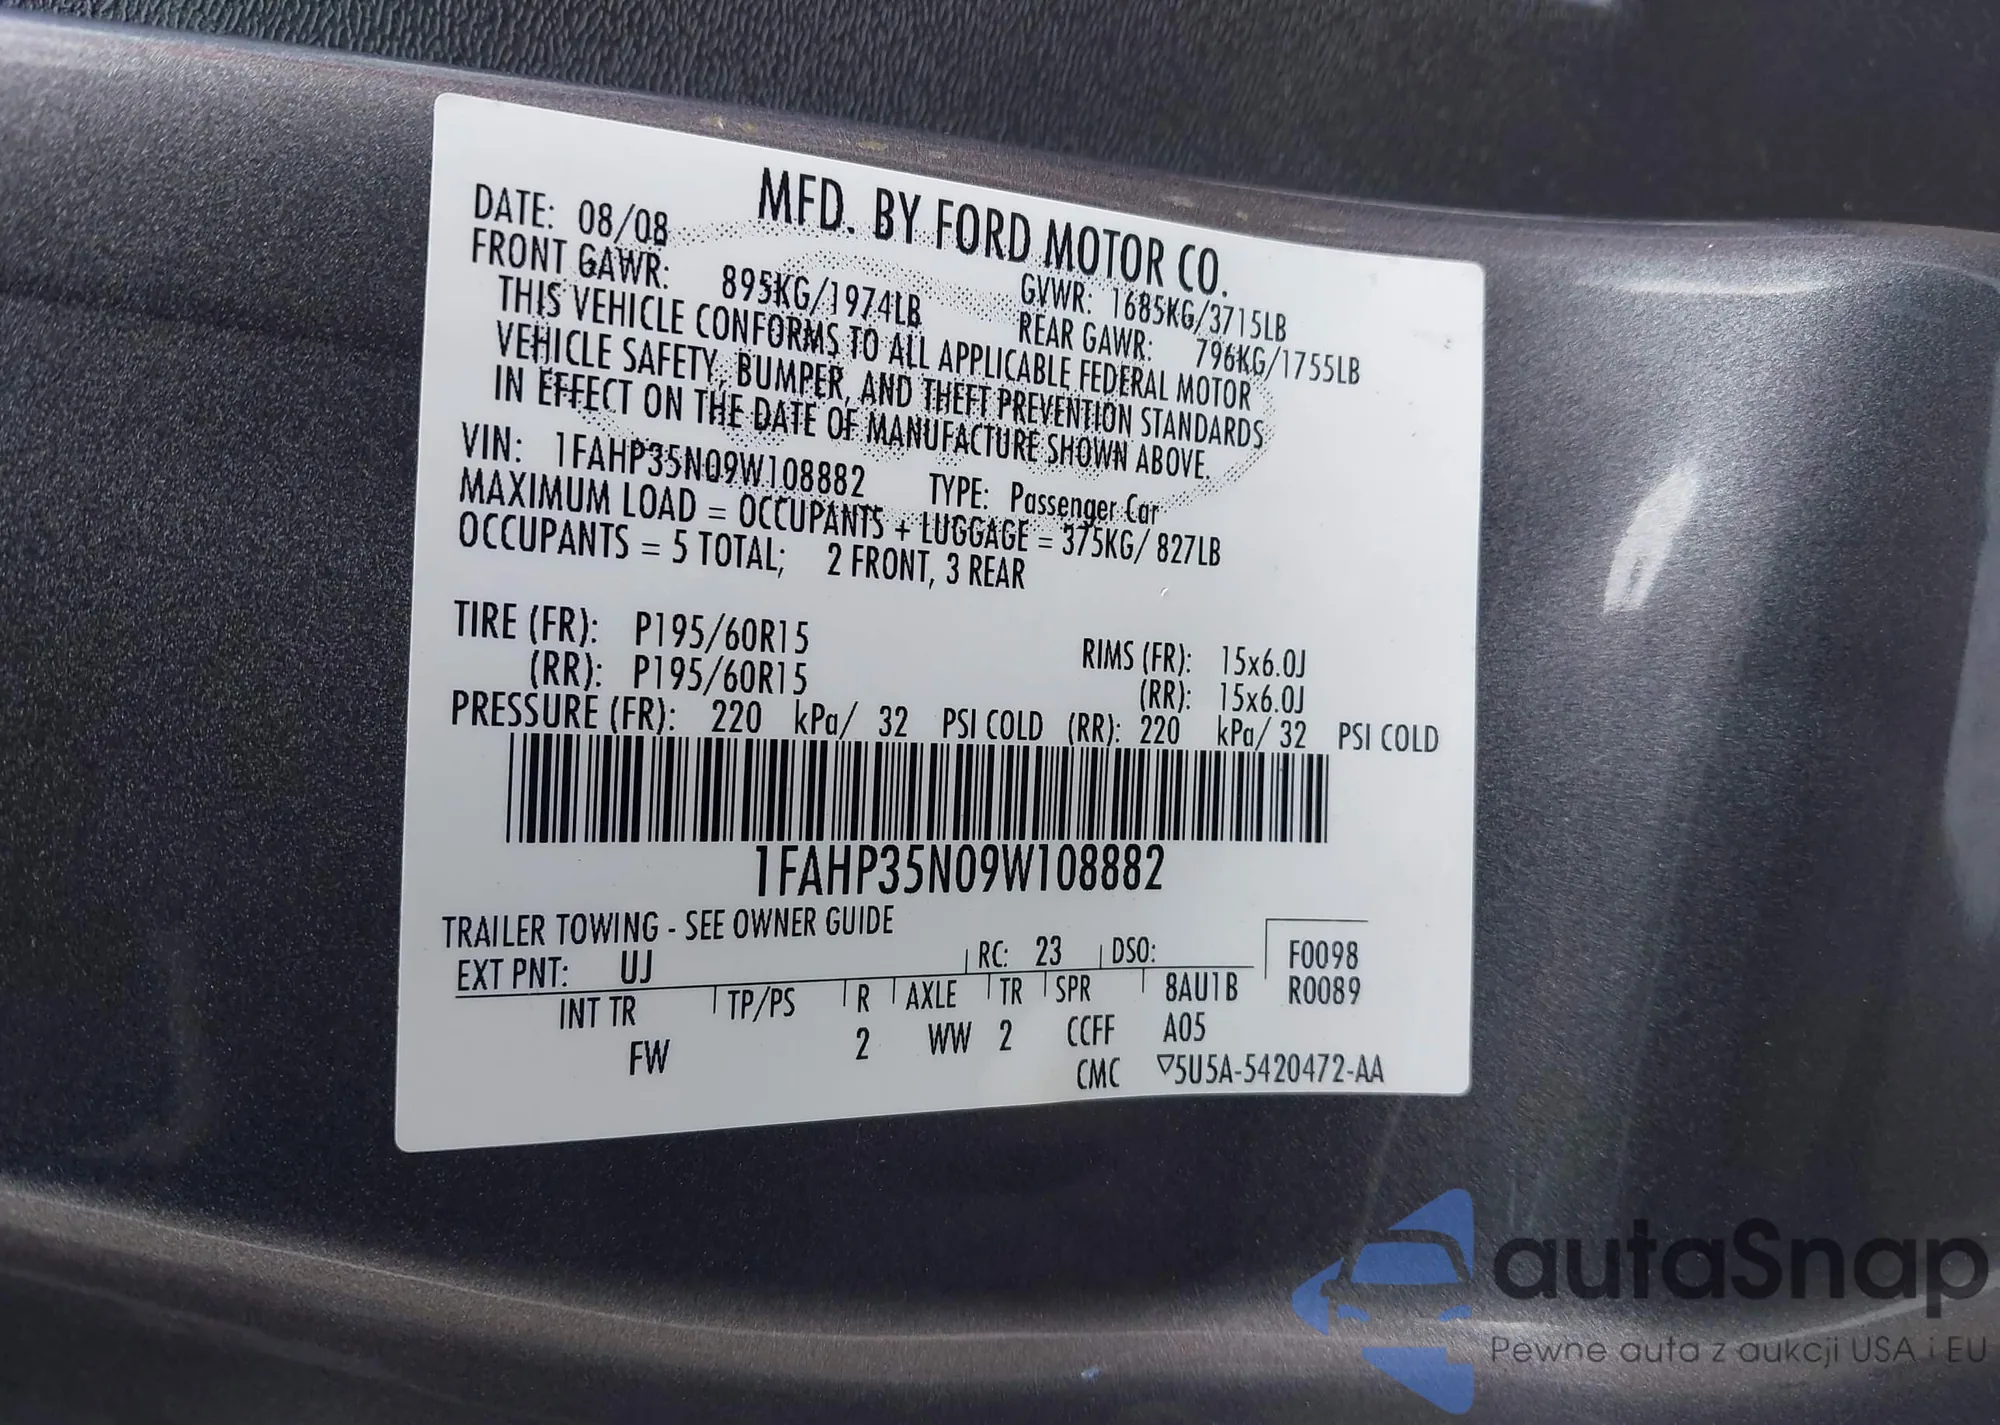 MFD. BY FORD MOTOR CO.
DATE: 08/08 GVWR: 1685KG/3715LB
FRONT GAWR: 895KG/1974LB REAR GAWR: 796KG/1755LB
THIS VEHICLE CONFORMS TO ALL APPLICABLE FEDERAL MOTOR
VEHICLE SAFETY, BUMPER, AND THEFT PREVENTION STANDARDS
IN EFFECT ON THE DATE OF MANUFACTURE SHOWN ABOVE.
VIN: 1FAHP35N09W108882 TYPE: Passenger Car
MAXIMUM LOAD = OCCUPANTS + LUGGAGE = 375KG/ 827LB
OCCUPANTS = 5 TOTAL; 2 FRONT, 3 REAR
TIRE (FR): P195/60R15 RIMS (FR): 15x6.0J
(RR): P195/60R15 (RR): 15x6.0J
PRESSURE (FR): 220 kPa/ 32 PSI COLD (RR): 220 kPa/ 32 PSI COLD
1FAHP35N09W108882
TRAILER TOWING - SEE OWNER GUIDE
EXT PNT: UJ RC: 23 DSO: F0098
INT TR TP/PS R AXLE TR SPR 8AU1B R0089
FW 2 WW 2 CCFF A05
CMC ▽5U5A-5420472-AA
autaSnap
Pewne auta z aukcji USA i EU